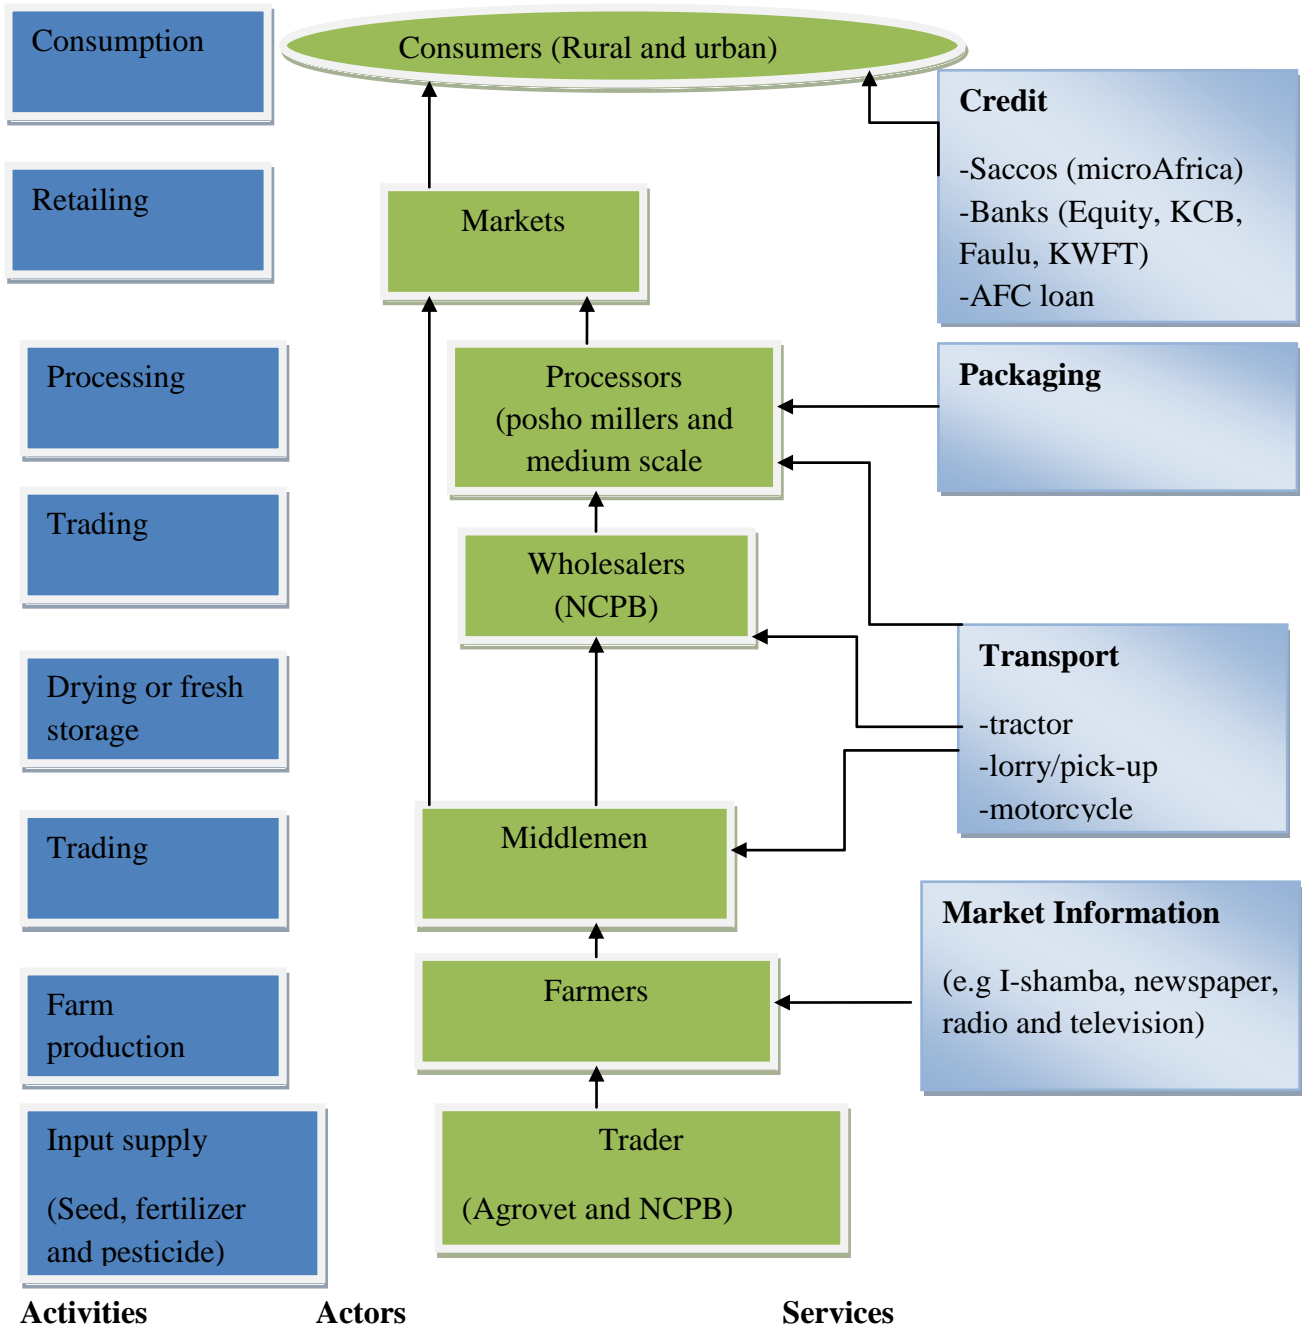 Consumption
Consumers (Rural and urban)
Credit
-Saccos (microAfrica)
-Banks (Equity, KCB,
Faulu, KWFT)
-AFC loan
Retailing
Markets
Processing
Processors
(posho millers and
medium scale
Packaging
Trading
Wholesalers
(NCPB)
Drying or fresh
storage
Transport
-tractor
-lorry/pick-up
-motorcycle
Trading
Middlemen
Market Information
(e.g I-shamba, newspaper,
radio and television)
Farm
production
Farmers
Input supply
(Seed, fertilizer
and pesticide)
Trader
(Agrovet and NCPB)
Activities
Actors
Services